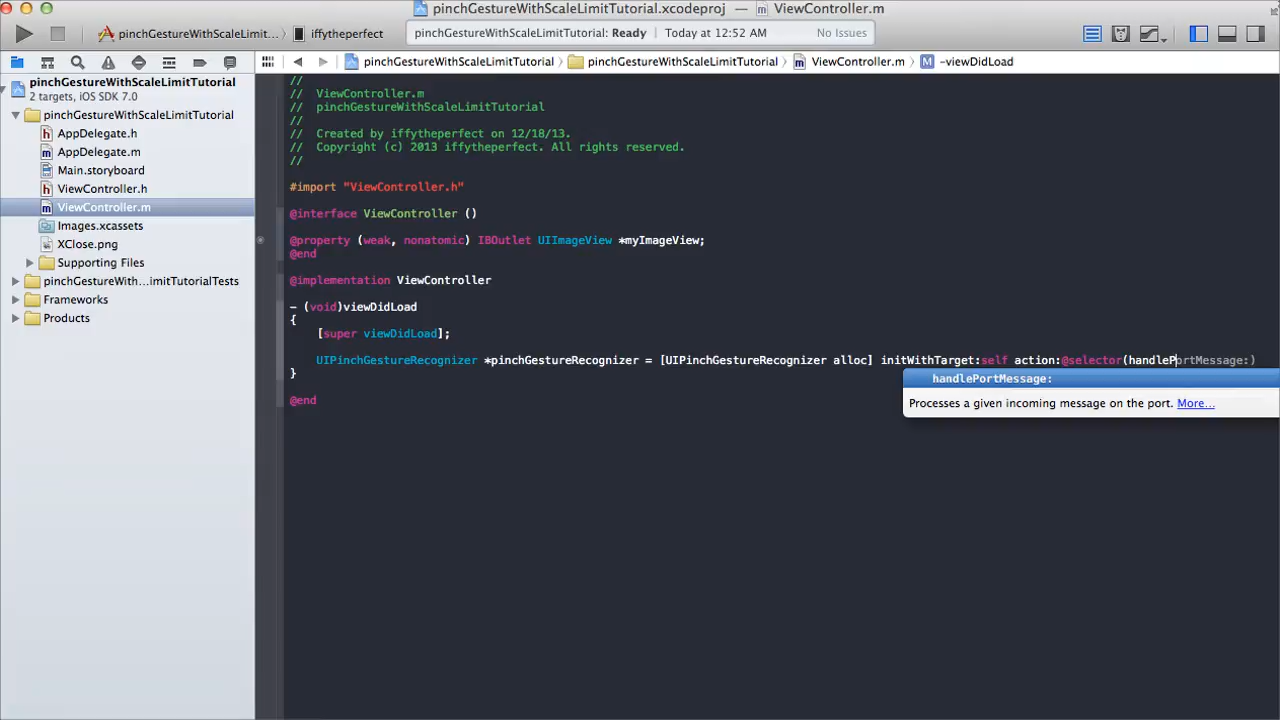 pinchGestureWithScaleLimitTutorial.xcodeproj — ViewController.m
pinchGestureWithScaleLimit... iffytheperfect
pinchGestureWithScaleLimitTutorial: Ready Today at 12:52 AM No Issues
pinchGestureWithScaleLimitTutorial pinchGestureWithScaleLimitTutorial ViewController.m -viewDidLoad
pinchGestureWithScaleLimitTutorial
2 targets, iOS SDK 7.0
pinchGestureWithScaleLimitTutorial
AppDelegate.h
AppDelegate.m
Main.storyboard
ViewController.h
ViewController.m
Images.xcassets
XClose.png
Supporting Files
pinchGestureWith...imitTutorialTests
Frameworks
Products
//
// ViewController.m
// pinchGestureWithScaleLimitTutorial
//
// Created by iffytheperfect on 12/18/13.
// Copyright (c) 2013 iffytheperfect. All rights reserved.
//
#import "ViewController.h"
@interface ViewController ()
@property (weak, nonatomic) IBOutlet UIImageView *myImageView;
@end
@implementation ViewController
- (void)viewDidLoad
{
[super viewDidLoad];
UIPinchGestureRecognizer *pinchGestureRecognizer = [UIPinchGestureRecognizer alloc] initWithTarget:self action:@selector(handlePortMessage:)
}
@end
handlePortMessage:
Processes a given incoming message on the port. More...